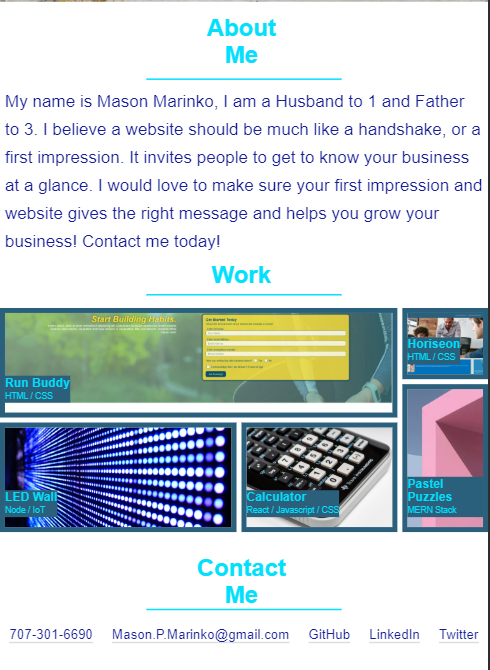 About
Me
My name is Mason Marinko, I am a Husband to 1 and Father
to 3. I believe a website should be much like a handshake, or a
first impression. It invites people to get to know your business
at a glance. I would love to make sure your first impression and
website gives the right message and helps you grow your
business! Contact me today!
Work
Start Building Habits.
Get Started Today
Run Buddy
HTML / CSS
Horiseon
HTML / CSS
LED Wall
Node / IoT
Calculator
React / Javascript / CSS
Pastel
Puzzles
MERN Stack
Contact
Me
707-301-6690 Mason.P.Marinko@gmail.com GitHub LinkedIn Twitter